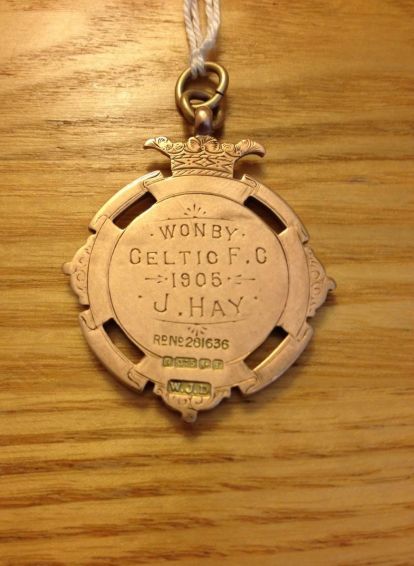 WON BY
CELTIC F.C
1905
J. HAY
RD NO 281636
W.J.D